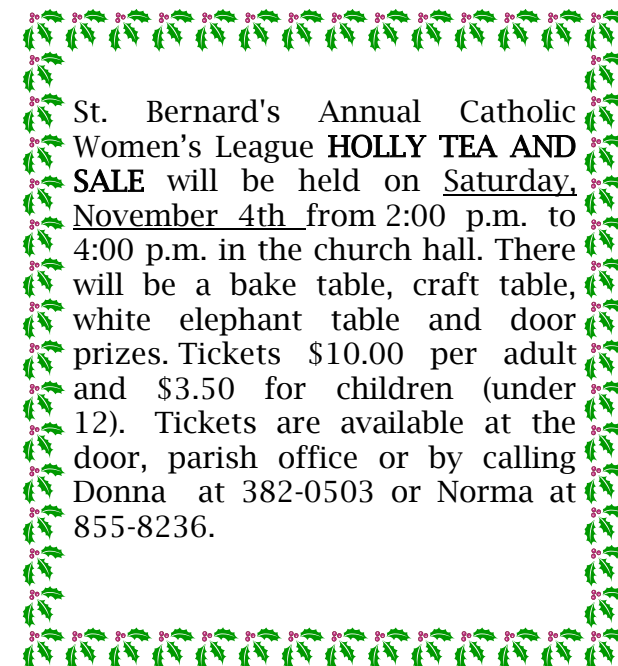 St. Bernard's Annual Catholic
Women’s League HOLLY TEA AND
SALE will be held on Saturday,
November 4th from 2:00 p.m. to
4:00 p.m. in the church hall. There
will be a bake table, craft table,
white elephant table and door
prizes. Tickets $10.00 per adult
and $3.50 for children (under
12). Tickets are available at the
door, parish office or by calling
Donna at 382-0503 or Norma at
855-8236.